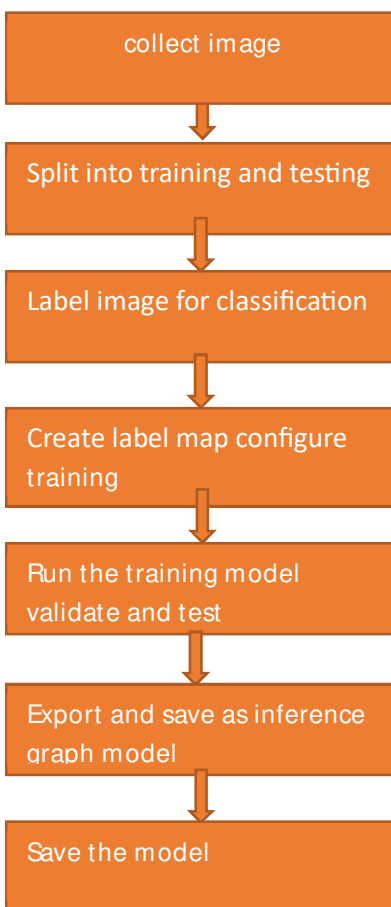 collect image
Split into training and testing
Label image for classification
Create label map configure
training
Run the training model
validate and test
Export and save as inference
graph model
Save the model